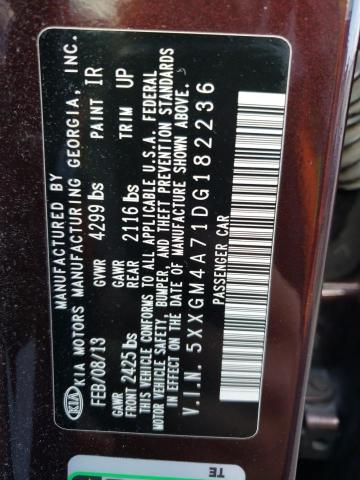 MANUFACTURED BY
KIA KIA MOTORS MANUFACTURING GEORGIA, INC.
FEB/08/13 GVWR 4299 lbs PAINT IR
GAWR FRONT 2425 lbs GAWR REAR 2116 lbs TRIM UP
THIS VEHICLE CONFORMS TO ALL APPLICABLE U.S.A. FEDERAL
MOTOR VEHICLE SAFETY, BUMPER, AND THEFT PREVENTION STANDARDS
IN EFFECT ON THE DATE OF MANUFACTURE SHOWN ABOVE.
V.I.N. 5XXGM4A71DG182236
PASSENGER CAR
TE